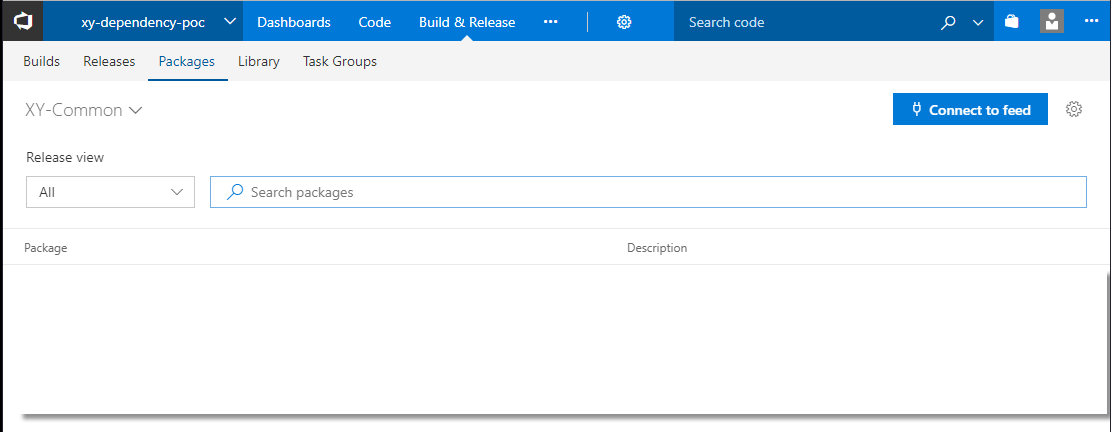 xy-dependency-poc Dashboards Code Build & Release ••• Search code •••
Builds Releases Packages Library Task Groups
XY-Common Connect to feed
Release view
All Search packages
Package Description